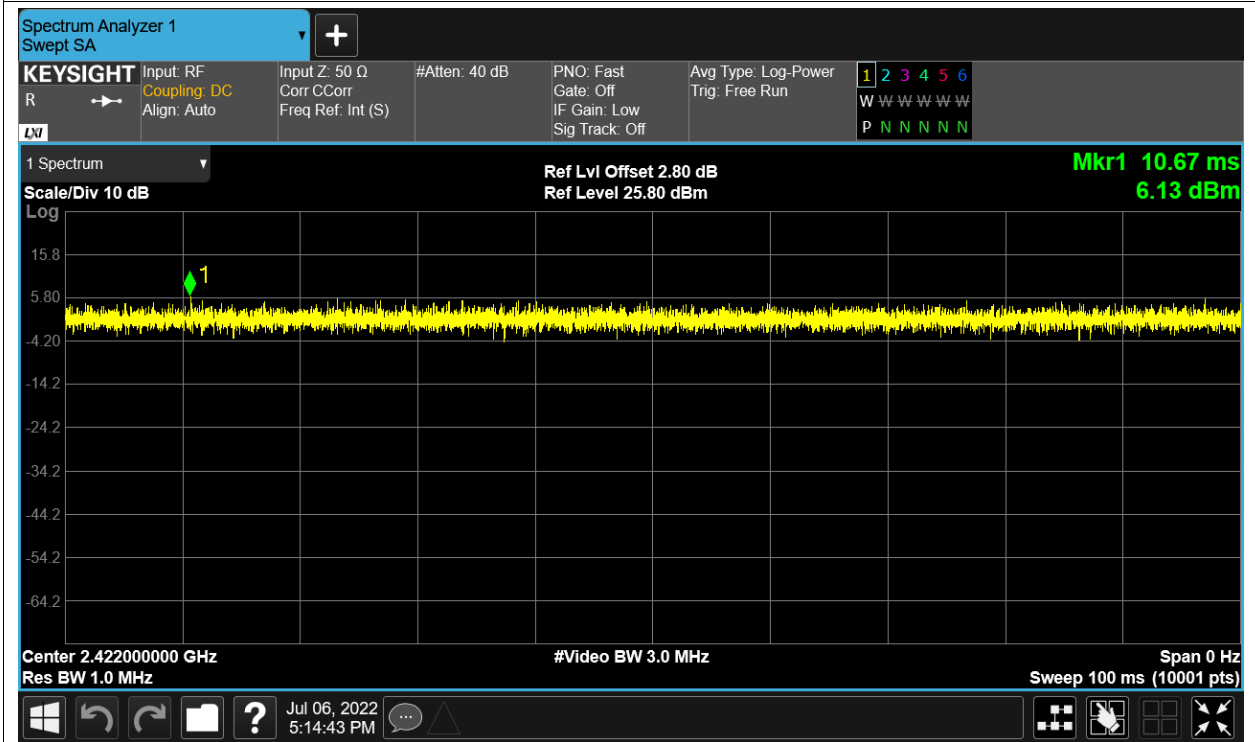 Spectrum Analyzer 1
Swept SA
KEYSIGHT
R
LXI
Input: RF
Coupling: DC
Align: Auto
Input Z: 50 Ω
Corr CCorr
Freq Ref: Int (S)
#Atten: 40 dB
PNO: Fast
Gate: Off
IF Gain: Low
Sig Track: Off
Avg Type: Log-Power
Trig: Free Run
1 2 3 4 5 6
W W W W W W
P N N N N N
1 Spectrum
Scale/Div 10 dB
Ref Lvl Offset 2.80 dB
Ref Level 25.80 dBm
Mkr1 10.67 ms
6.13 dBm
Log
15.8
1
5.80
-4.20
-14.2
-24.2
-34.2
-44.2
-54.2
-64.2
Center 2.422000000 GHz
#Video BW 3.0 MHz
Span 0 Hz
Res BW 1.0 MHz
Sweep 100 ms (10001 pts)
?
Jul 06, 2022
5:14:43 PM